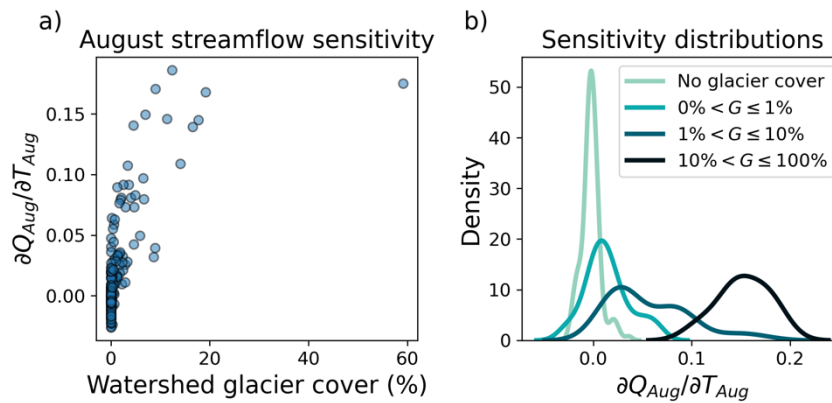 a)
August streamflow sensitivity
∂Q_Aug/∂T_Aug
0.15
0.10
0.05
0.00
0
20
40
60
Watershed glacier cover (%)
b)
Sensitivity distributions
Density
50
40
30
20
10
0
No glacier cover
0% < G ≤ 1%
1% < G ≤ 10%
10% < G ≤ 100%
0.0
0.1
0.2
∂Q_Aug/∂T_Aug